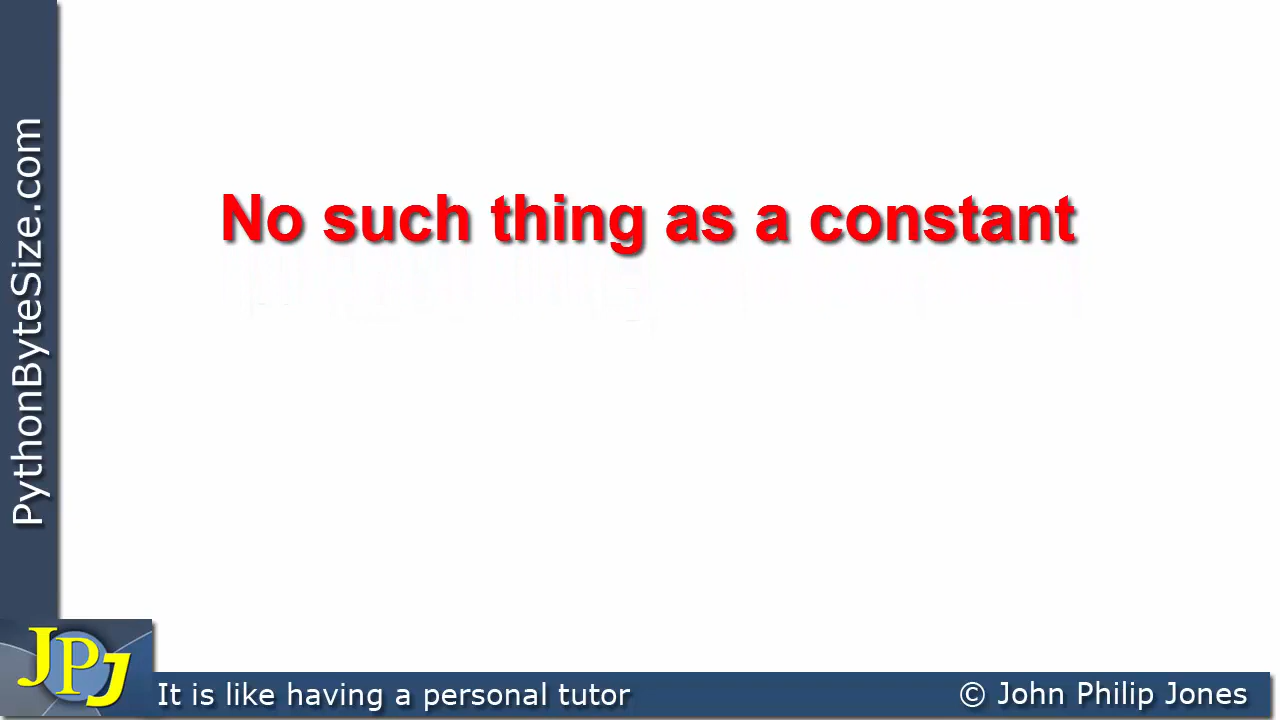 No such thing as a constant
PythonByteSize.com
JPJ
It is like having a personal tutor
© John Philip Jones